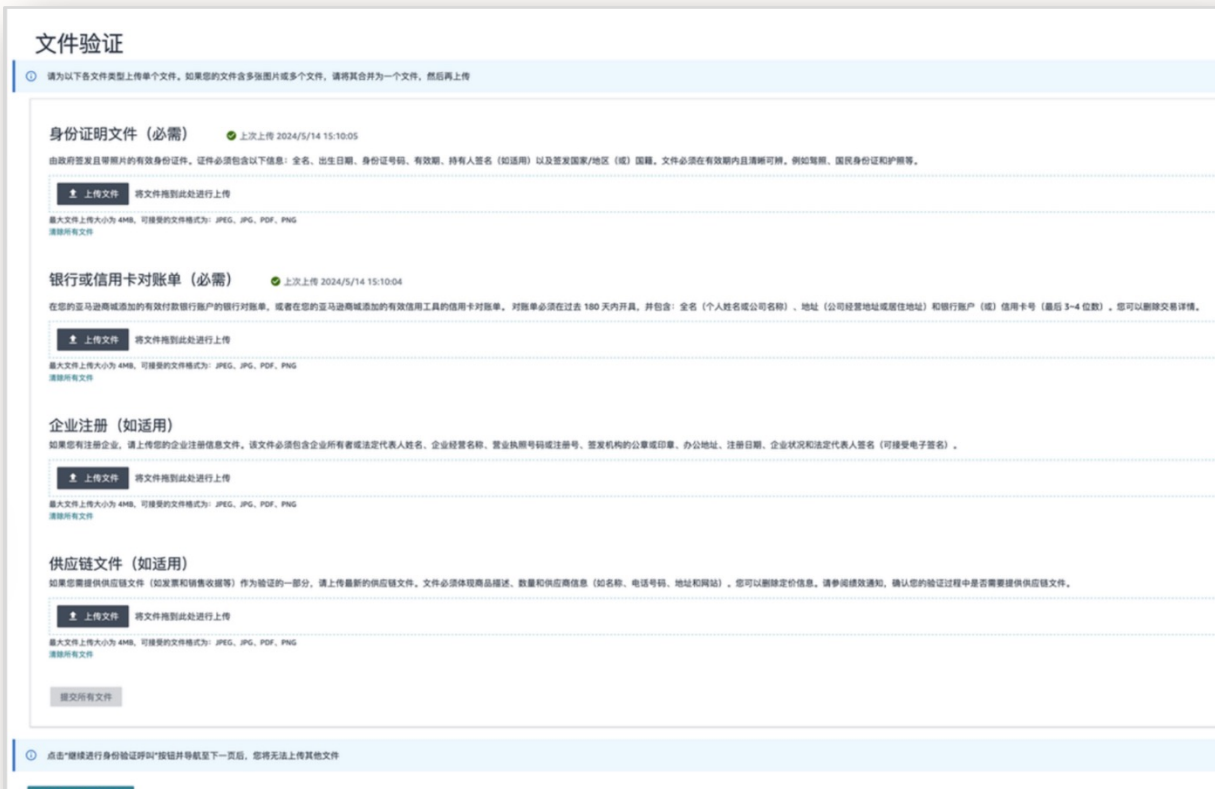 文件验证
请为以下各文件类型上传单个文件。如果您的文件含多张图片或多个文件，请将其合并为一个文件，然后再上传
身份证明文件（必需） 上次上传 2024/5/14 15:10:05
由政府签发且带照片的有效身份证件。证件必须包含以下信息：全名、出生日期、身份证号码、有效期、持有人签名（如适用）以及签发国家/地区（或）国籍。文件必须在有效期内且清晰可辨。例如驾照、国民身份证和护照等。
上传文件 将文件拖到此处进行上传
最大文件上传大小为 4MB，可接受的文件格式为：JPEG、JPG、PDF、PNG
清除所有文件
银行或信用卡对账单（必需） 上次上传 2024/5/14 15:10:04
在您的亚马逊商城添加的有效付款银行账户的银行对账单，或者在您的亚马逊商城添加的有效信用工具的信用卡对账单。 对账单必须在过去 180 天内开具，并包含：全名（个人姓名或公司名称）、地址（公司经营地址或居住地址）和银行账户（或）信用卡号（最后 3-4 位数）。您可以删除交易详情。
上传文件 将文件拖到此处进行上传
最大文件上传大小为 4MB，可接受的文件格式为：JPEG、JPG、PDF、PNG
清除所有文件
企业注册（如适用）
如果您有注册企业，请上传您的企业注册信息文件。该文件必须包含企业所有者或法定代表人姓名、企业经营名称、营业执照号码或注册号、签发机构的公章或印章、办公地址、注册日期、企业状况和法定代表人签名（可接受电子签名）。
上传文件 将文件拖到此处进行上传
最大文件上传大小为 4MB，可接受的文件格式为：JPEG、JPG、PDF、PNG
清除所有文件
供应链文件（如适用）
如果您需提供供应链文件（如发票和销售收据等）作为验证的一部分，请上传最新的供应链文件。文件必须体现商品描述、数量和供应商信息（如名称、电话号码、地址和网站）。您可以删除定价信息。请参阅绩效通知，确认您的验证过程中是否需要提供供应链文件。
上传文件 将文件拖到此处进行上传
最大文件上传大小为 4MB，可接受的文件格式为：JPEG、JPG、PDF、PNG
清除所有文件
提交所有文件
点击“继续进行身份验证呼叫”按钮并导航至下一页后，您将无法上传其他文件